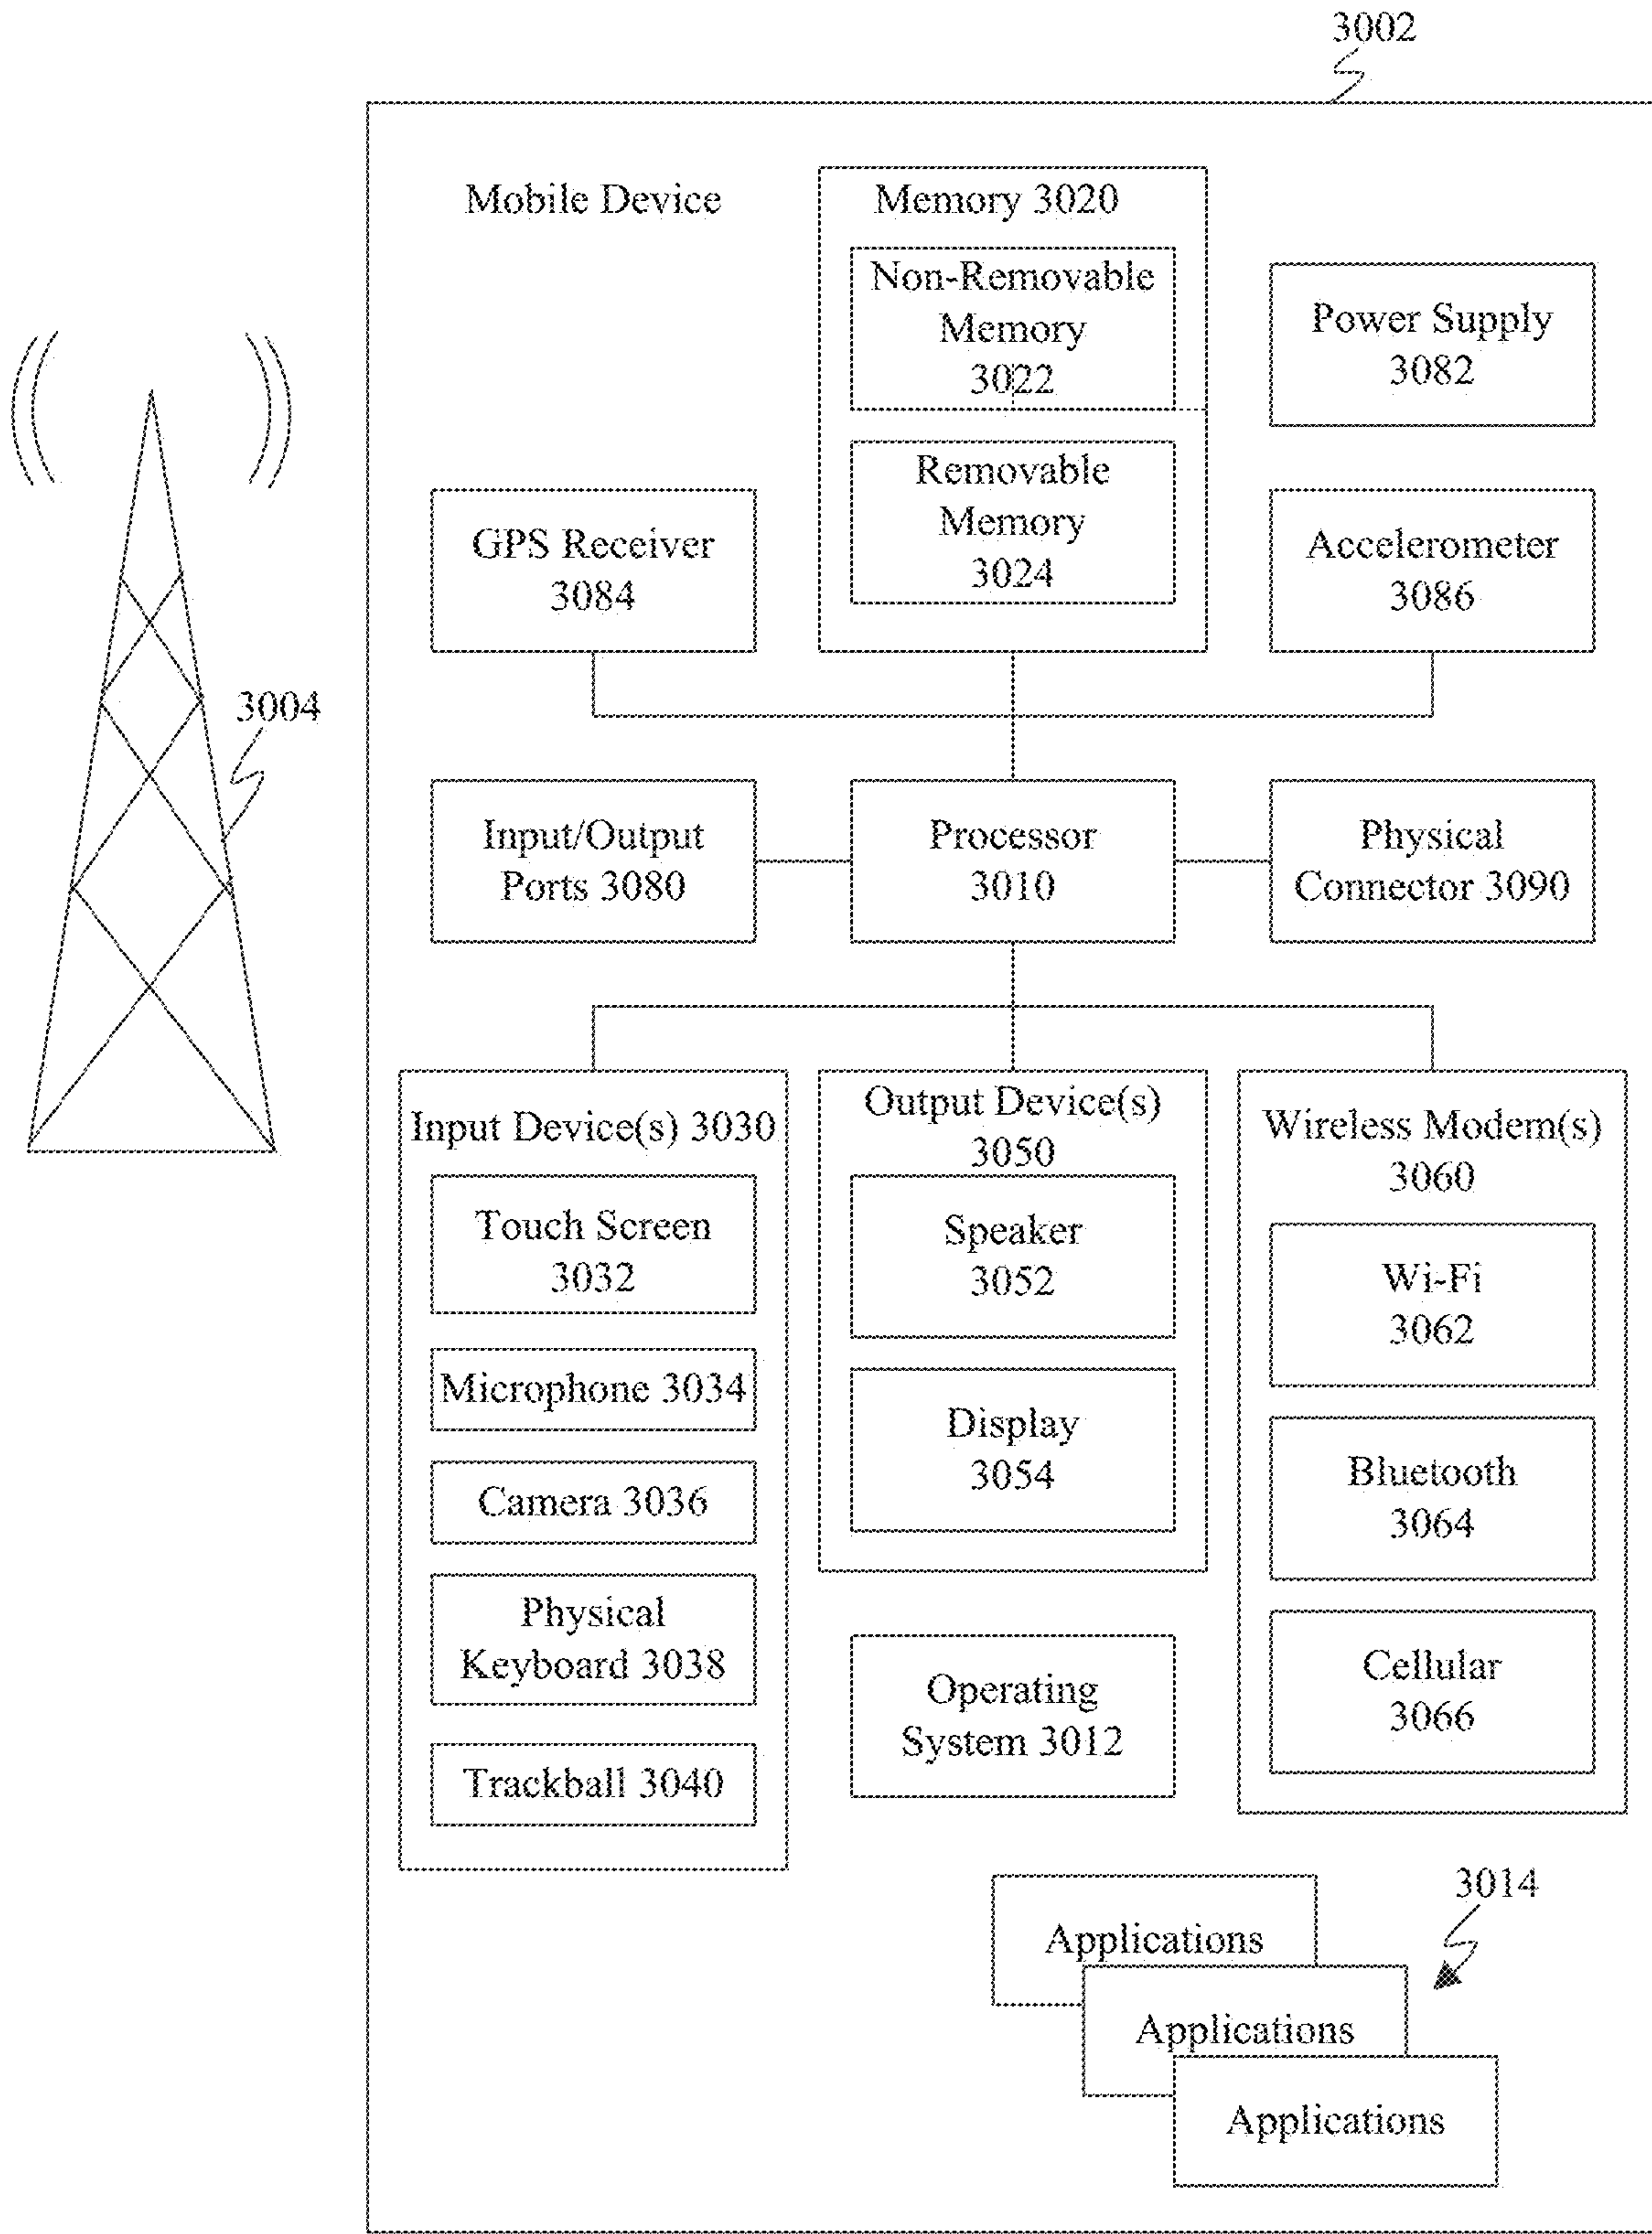 3002
Mobile Device
Memory 3020
Non-Removable
Memory
3022
Power Supply
3082
Removable
Memory
3024
GPS Receiver
3084
Accelerometer
3086
3004
Input/Output
Ports 3080
Processor
3010
Physical
Connector 3090
Input Device(s) 3030
Touch Screen
3032
Microphone 3034
Camera 3036
Physical
Keyboard 3038
Trackball 3040
Output Device(s)
3050
Speaker
3052
Display
3054
Operating
System 3012
Wireless Modem(s)
3060
Wi-Fi
3062
Bluetooth
3064
Cellular
3066
3014
Applications
Applications
Applications